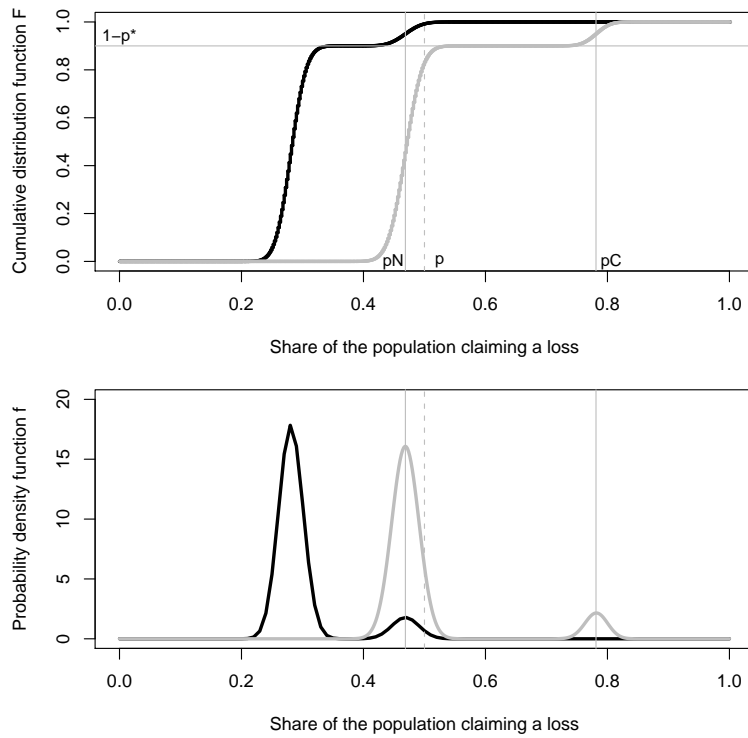 Cumulative distribution function F
1.0
0.8
0.6
0.4
0.2
0.0
1−p*
pN
p
pC
0.0 0.2 0.4 0.6 0.8 1.0
Share of the population claiming a loss
Probability density function f
20
15
10
5
0
0.0 0.2 0.4 0.6 0.8 1.0
Share of the population claiming a loss